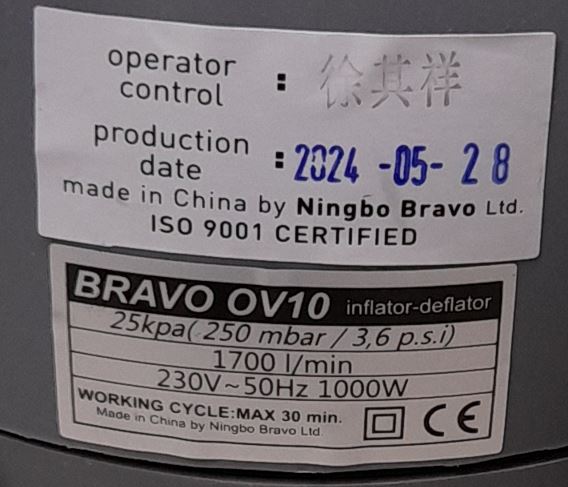 operator control : 徐其祥
production date : 2024-05-28
made in China by Ningbo Bravo Ltd.
ISO 9001 CERTIFIED
BRAVO OV10 inflator-deflator
25kpa( 250 mbar / 3,6 p.s.i)
1700 l/min
230V~50Hz 1000W
WORKING CYCLE:MAX 30 min.
Made in China by Ningbo Bravo Ltd.
CE